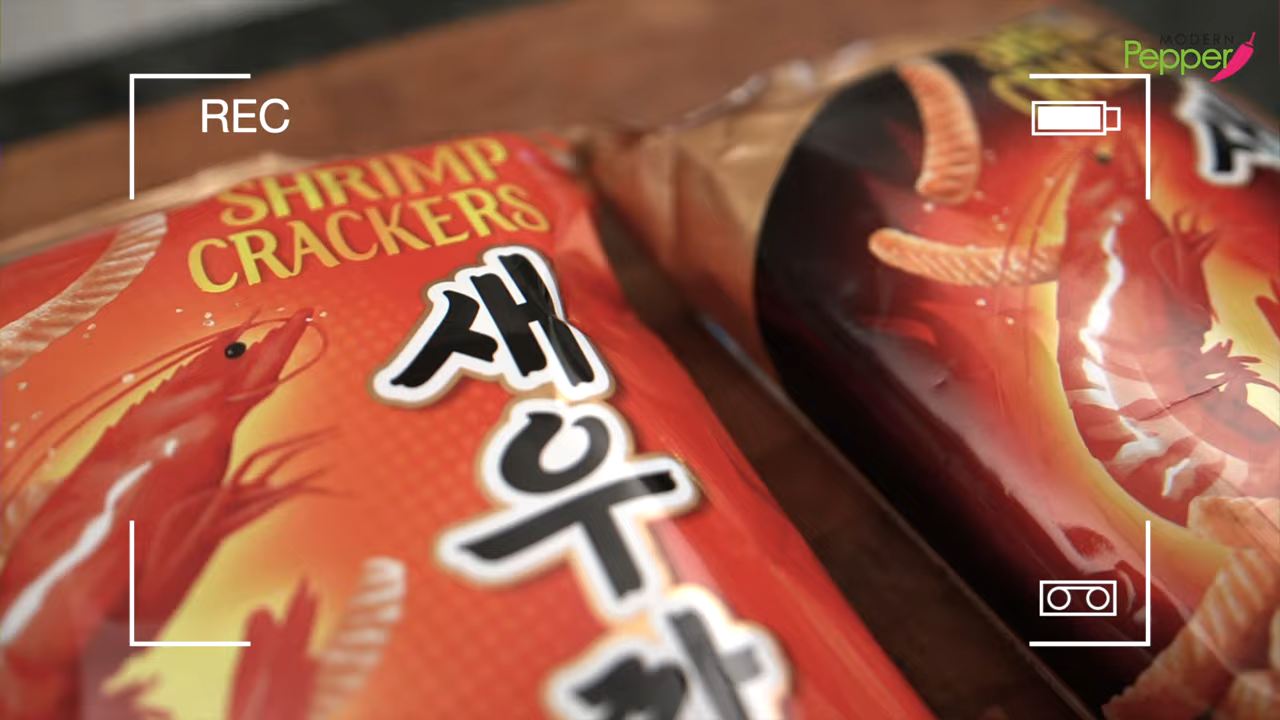 MODERN
Pepper
REC
SHRIMP
CRACKERS
새
우